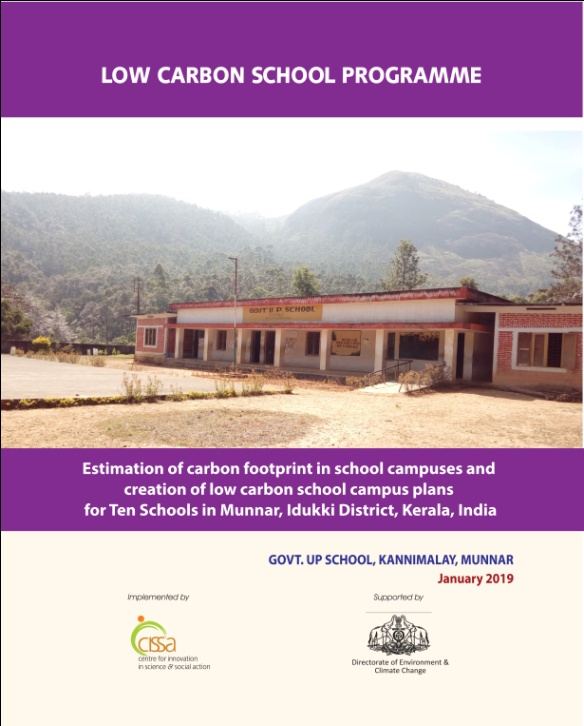 LOW CARBON SCHOOL PROGRAMME
GOVT U P SCHOOL
Estimation of carbon footprint in school campuses and
creation of low carbon school campus plans
for Ten Schools in Munnar, Idukki District, Kerala, India
GOVT. UP SCHOOL, KANNIMALAY, MUNNAR
January 2019
Implemented by
Supported by
cissa
centre for innovation
in science & social action
Directorate of Environment &
Climate Change